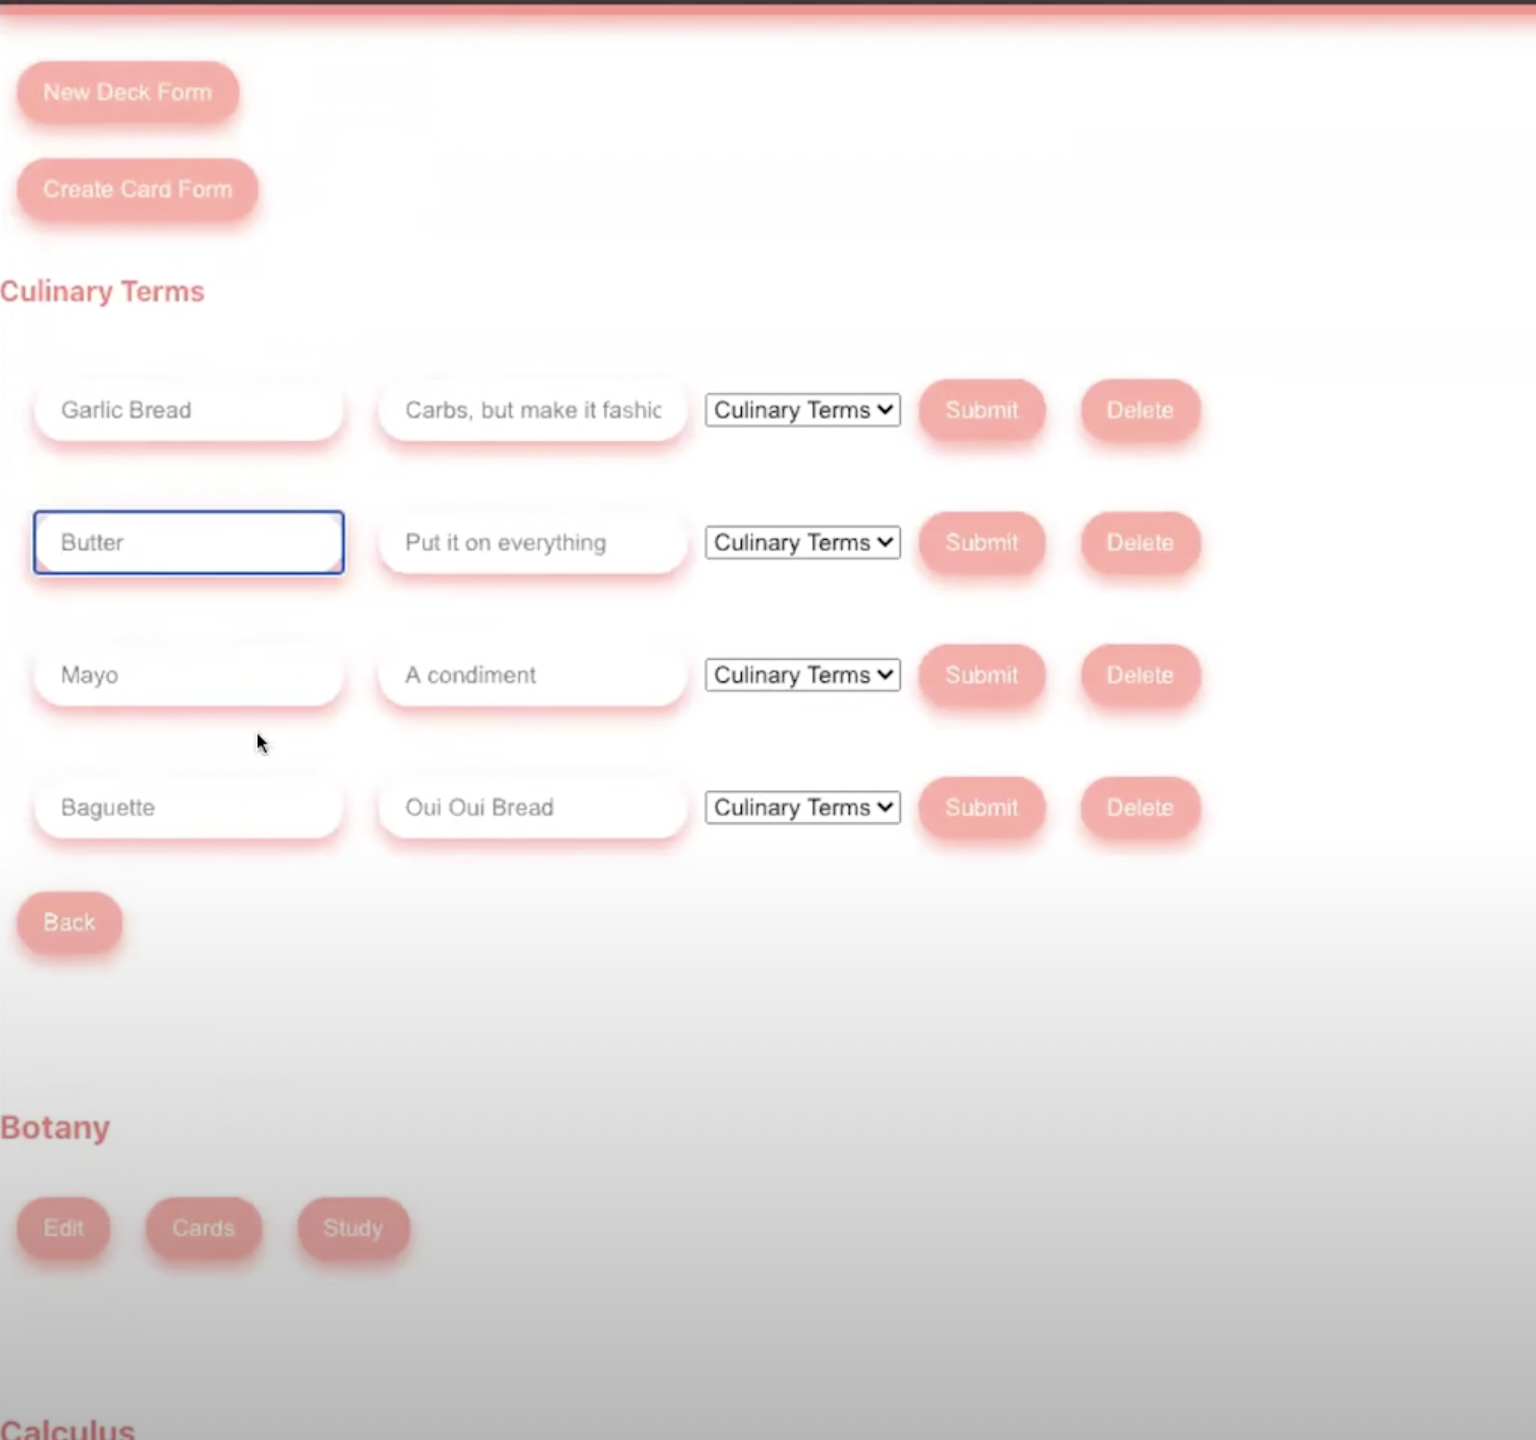 New Deck Form
Create Card Form
Culinary Terms
Garlic Bread Carbs, but make it fashic Culinary Terms Submit Delete
Butter Put it on everything Culinary Terms Submit Delete
Mayo A condiment Culinary Terms Submit Delete
Baguette Oui Oui Bread Culinary Terms Submit Delete
Back
Botany
Edit Cards Study
Calculus